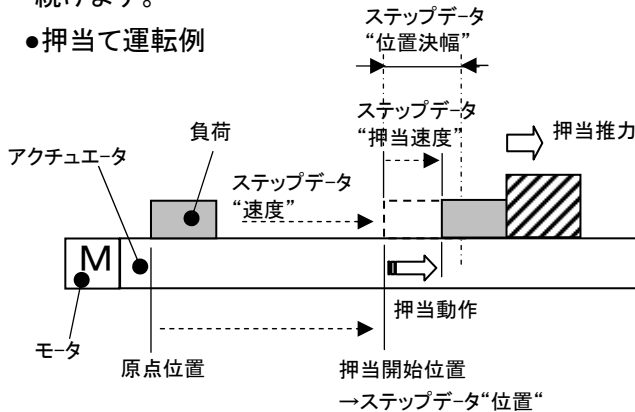 続けます。
●押当て運転例
ステップデータ
“位置決幅”
ステップデータ
“押当速度”
押当推力
負荷
アクチュエータ
ステップデータ
“速度”
M
押当動作
モータ
原点位置
押当開始位置
→ステップデータ“位置“